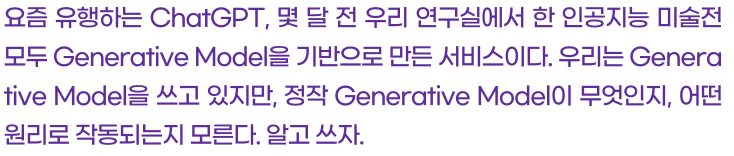 요즘 유행하는 ChatGPT, 몇 달 전 우리 연구실에서 한 인공지능 미술전
모두 Generative Model을 기반으로 만든 서비스이다. 우리는 Genera
tive Model을 쓰고 있지만, 정작 Generative Model이 무엇인지, 어떤
원리로 작동되는지 모른다. 알고 쓰자.